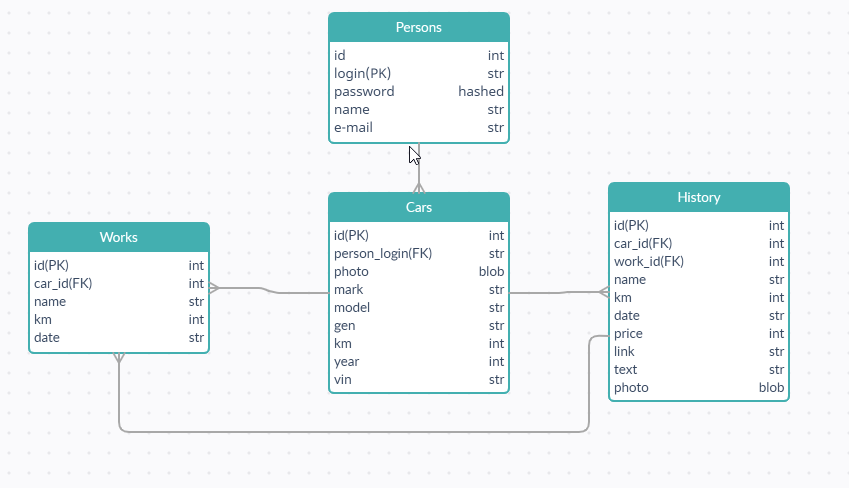 Persons
id int
login(PK) str
password hashed
name str
e-mail str
Works
id(PK) int
car_id(FK) int
name str
km int
date str
Cars
id(PK) int
person_login(FK) str
photo blob
mark str
model str
gen str
km int
year int
vin str
History
id(PK) int
car_id(FK) int
work_id(FK) int
name str
km int
date str
price int
link str
text str
photo blob